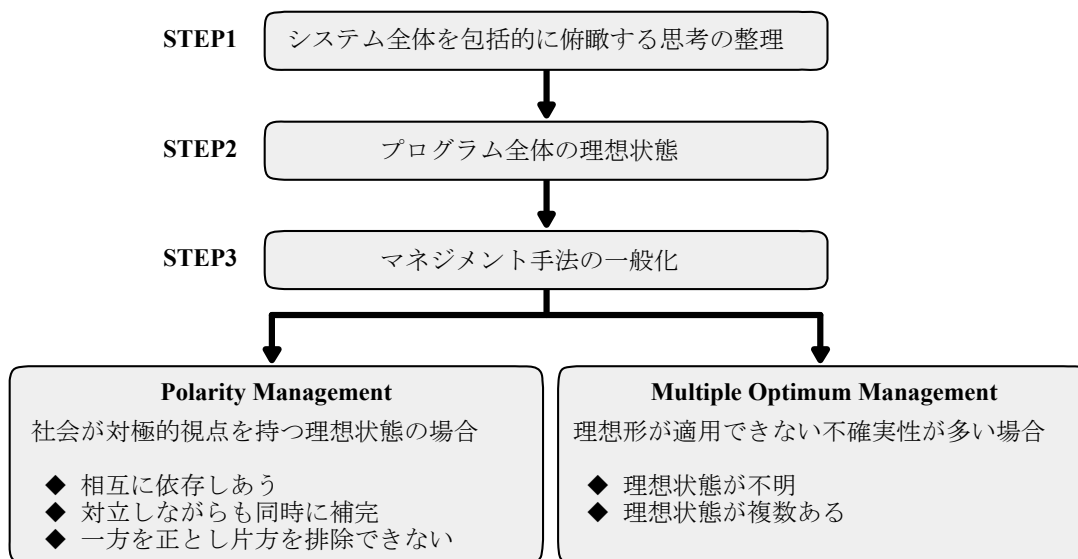 STEP1
システム全体を包括的に俯瞰する思考の整理
STEP2
プログラム全体の理想状態
STEP3
マネジメント手法の一般化
Polarity Management
社会が対極的視点を持つ理想状態の場合
◆ 相互に依存しあう
◆ 対立しながらも同時に補完
◆ 一方を正とし片方を排除できない
Multiple Optimum Management
理想形が適用できない不確実性が多い場合
◆ 理想状態が不明
◆ 理想状態が複数ある